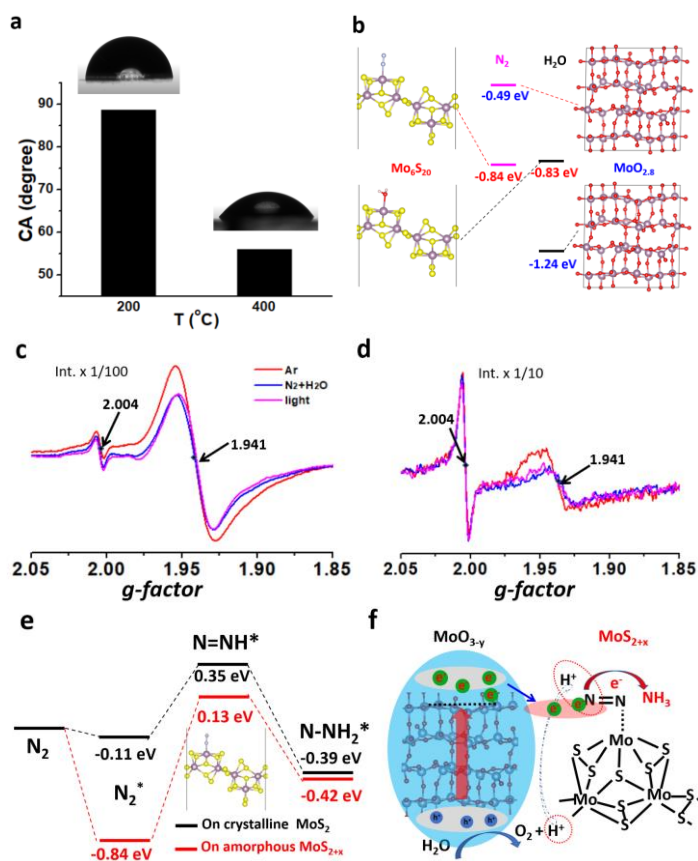 a
CA (degree)
90
80
70
60
50
200
400
T (°C)
b
N2
H2O
-0.49 eV
Mo6S20
-0.84 eV
-0.83 eV
MoO2.8
-1.24 eV
c
Int. x 1/100
Ar
N2+H2O
light
2.004
1.941
2.05 2.00 1.95 1.90 1.85
g-factor
d
Int. x 1/10
2.004
1.941
2.05 2.00 1.95 1.90 1.85
g-factor
e
N=NH*
0.35 eV
0.13 eV
N2
-0.11 eV
N2*
N-NH2*
-0.39 eV
-0.42 eV
-0.84 eV
On crystalline MoS2
On amorphous MoS2+x
f
MoO3-y
MoS2+x
e- e- e- e- e-
H+
e-
e- e- N=N
NH3
Mo
S S S S
Mo Mo
S S S S S
h+ h+ h+
O2 + H+
H2O